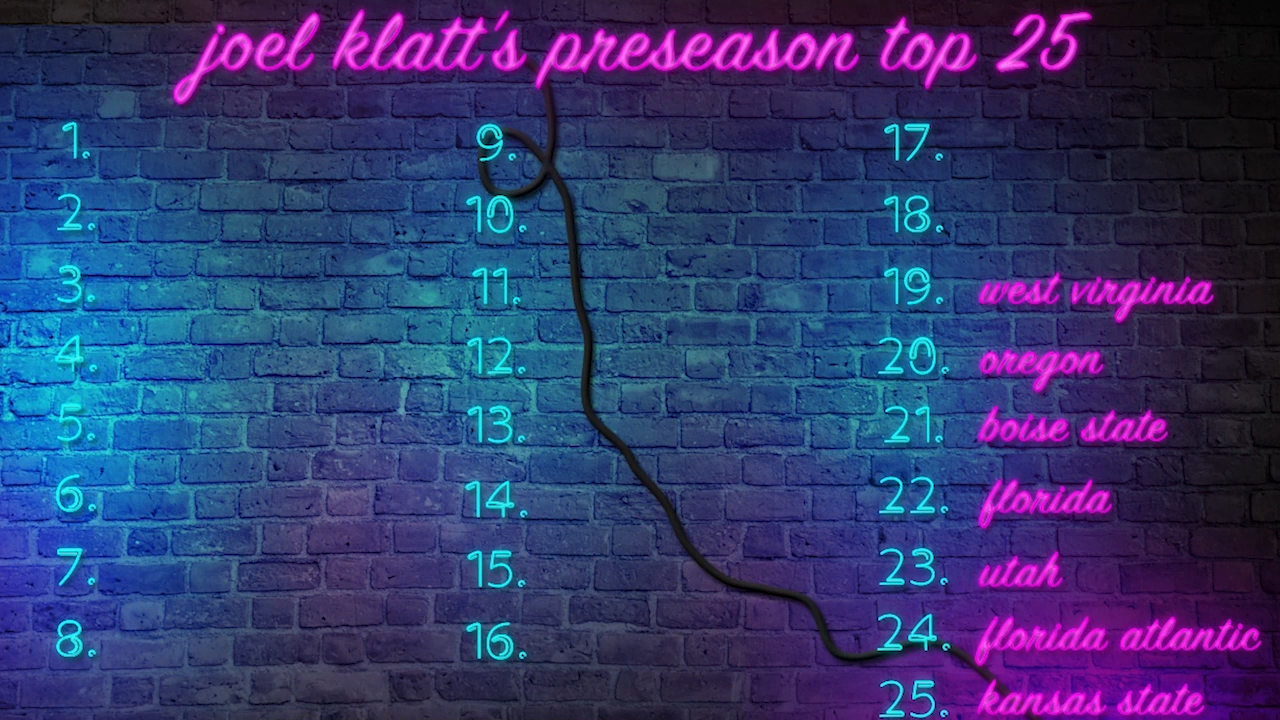 joel klatt's preseason top 25
1.
2.
3.
4.
5.
6.
7.
8.
9.
10.
11.
12.
13.
14.
15.
16.
17.
18.
19. west virginia
20. oregon
21. boise state
22. florida
23. utah
24. florida atlantic
25. kansas state